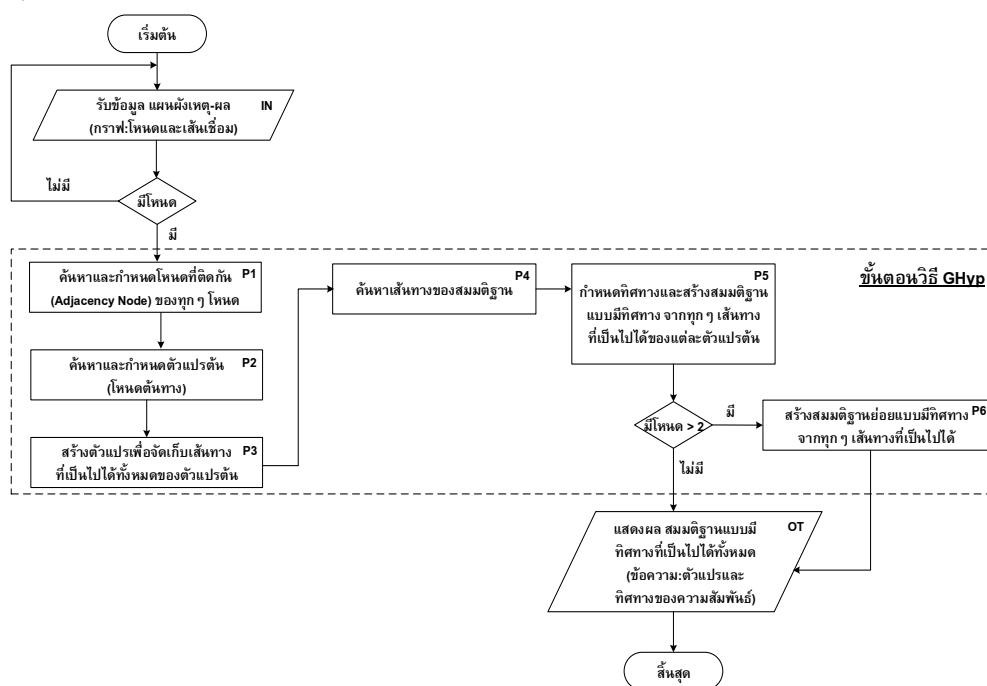 เริ่มต้น
รับข้อมูล แผนผังเหตุ-ผล IN
(กราฟ:โหนดและเส้นเชื่อม)
ไม่มี
มีโหนด
มี
ขั้นตอนวิธี GHyp
ค้นหาและกำหนดโหนดที่ติดกัน P1
(Adjacency Node) ของทุก ๆ โหนด
ค้นหาและกำหนดตัวแปรต้น P2
(โหนดต้นทาง)
สร้างตัวแปรเพื่อจัดเก็บเส้นทาง P3
ที่เป็นไปได้ทั้งหมดของตัวแปรต้น
P4
ค้นหาเส้นทางของสมมติฐาน
P5
กำหนดทิศทางและสร้างสมมติฐาน
แบบมีทิศทาง จากทุก ๆ เส้นทาง
ที่เป็นไปได้ของแต่ละตัวแปรต้น
มีโหนด > 2
มี
สร้างสมมติฐานย่อยแบบมีทิศทาง P6
จากทุก ๆ เส้นทางที่เป็นไปได้
ไม่มี
แสดงผล สมมติฐานแบบมี OT
ทิศทางที่เป็นไปได้ทั้งหมด
(ข้อความ:ตัวแปรและ
ทิศทางของความสัมพันธ์)
สิ้นสุด